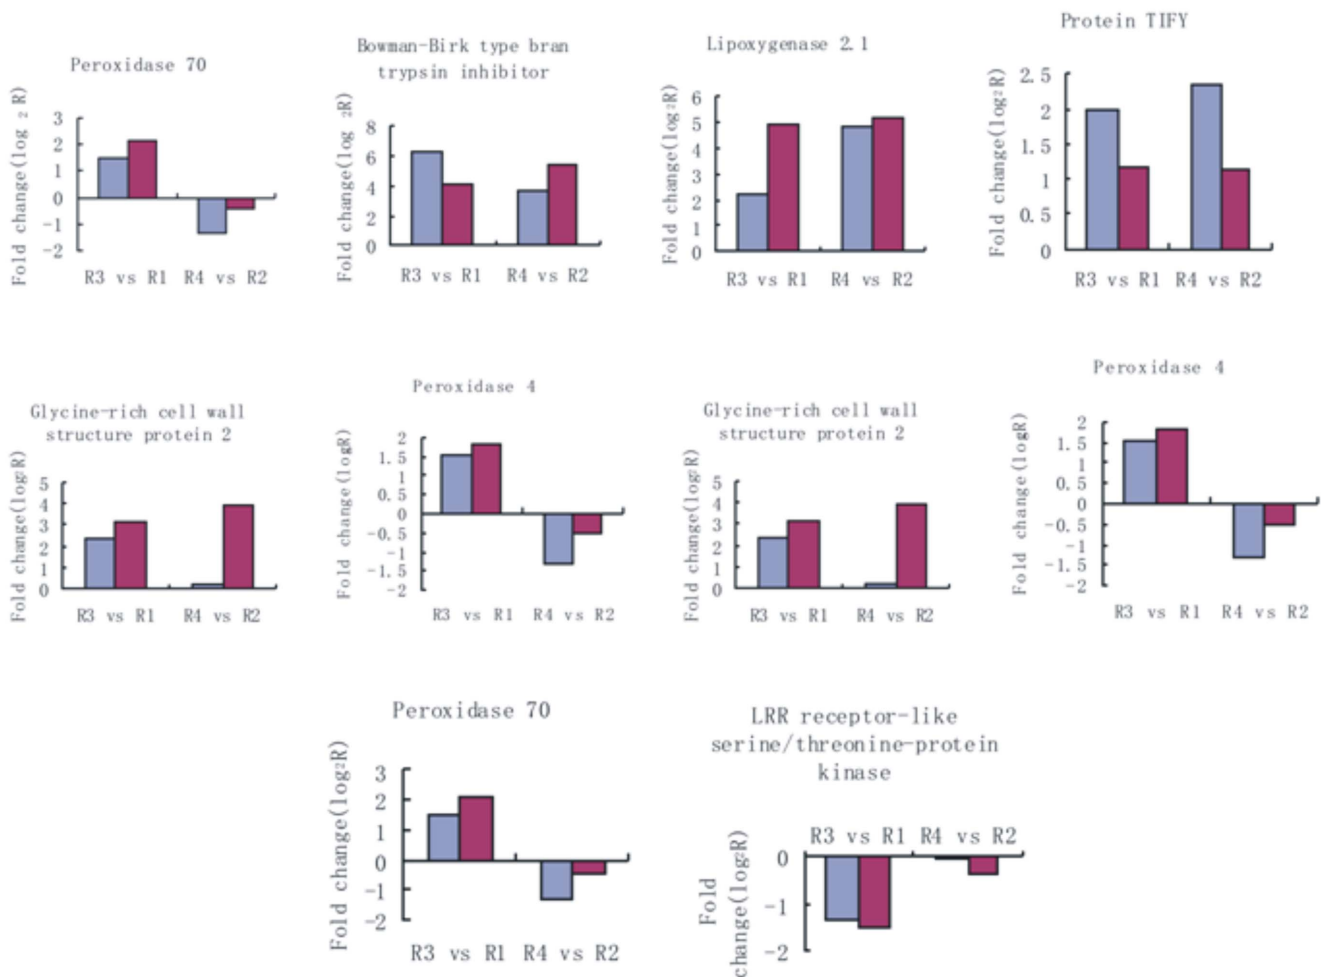 Protein TIFY
Lipoxygenase 2.1
Bowman-Birk type bran
trypsin inhibitor
Peroxidase 70
Fold change(log 2 R)
3
2
1
0
-1
-2
R3 vs R1 R4 vs R2
Fold change(log 2R)
8
6
4
2
0
R3 vs R1 R4 vs R2
Fold change(log2R)
6
5
4
3
2
1
0
R3 vs R1 R4 vs R2
Fold change(log2R)
2.5
2
1.5
1
0.5
0
R3 vs R1 R4 vs R2
Glycine-rich cell wall
structure protein 2
Fold change(log2R)
5
4
3
2
1
0
R3 vs R1 R4 vs R2
Peroxidase 4
Fold change(logR)
2
1.5
1
0.5
0
-0.5
-1
-1.5
-2
R3 vs R1 R4 vs R2
Glycine-rich cell wall
structure protein 2
Fold change(log2R)
5
4
3
2
1
0
R3 vs R1 R4 vs R2
Peroxidase 4
Fold change(logR)
2
1.5
1
0.5
0
-0.5
-1
-1.5
-2
R3 vs R1 R4 vs R2
Peroxidase 70
Fold change(log2R)
3
2
1
0
-1
-2
R3 vs R1 R4 vs R2
LRR receptor-like
serine/threonine-protein
kinase
Fold
change(log2R)
R3 vs R1 R4 vs R2
0
-1
-2